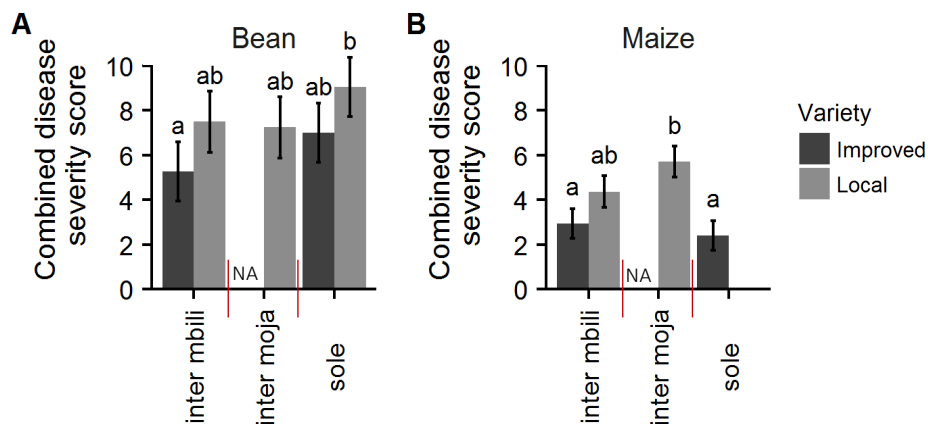 A
Bean
Combined disease
severity score
10
8
6
4
2
0
a
ab
ab
ab
b
NA
inter mbili
inter moja
sole
B
Maize
Combined disease
severity score
10
8
6
4
2
0
a
ab
b
a
NA
inter mbili
inter moja
sole
Variety
Improved
Local